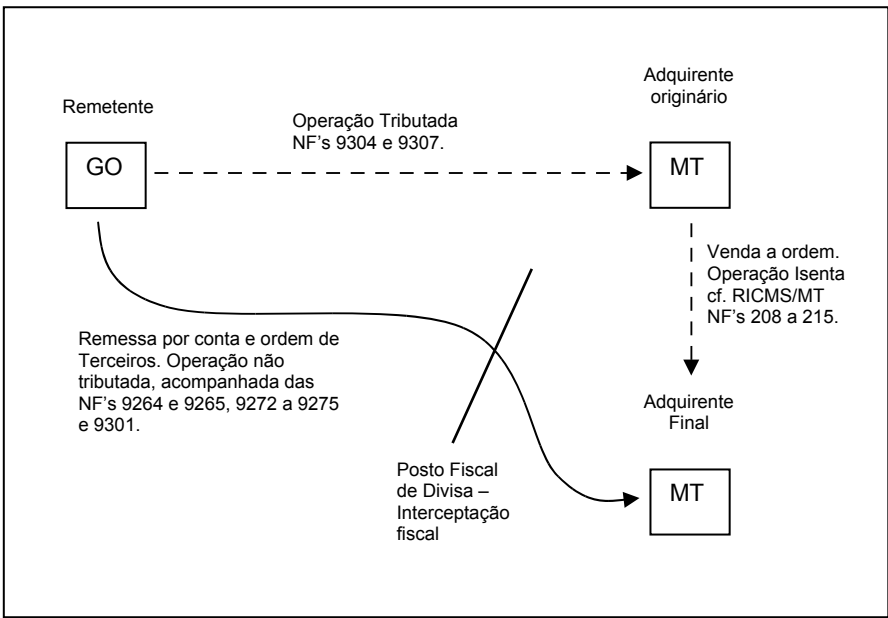 Remetente
Adquirente
originário
Operação Tributada
NF's 9304 e 9307.
GO
MT
Venda a ordem.
Operação Isenta
cf. RICMS/MT
NF's 208 a 215.
Remessa por conta e ordem de
Terceiros. Operação não
tributada, acompanhada das
NF's 9264 e 9265, 9272 a 9275
e 9301.
Adquirente
Final
Posto Fiscal
de Divisa –
Interceptação
fiscal
MT